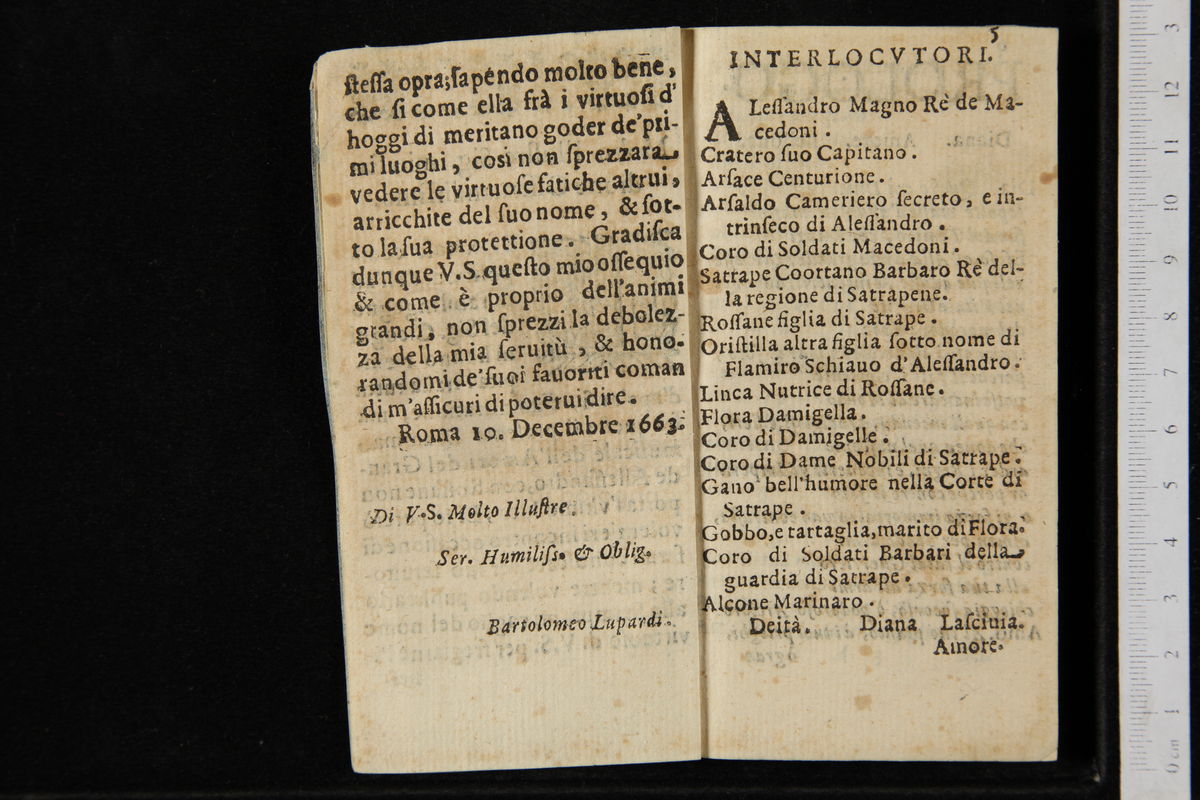 ſteſſa opra; ſapendo molto bene,
che ſi come ella frà i virtuoſi d'
hoggi di meritano goder de' pri-
mi luoghi, così non ſprezzara
vedere le virtuoſe fatiche altrui,
arricchite del ſuo nome, & ſot-
to la ſua protettione. Gradiſca
dunque V.S. queſto mio oſſequio
& come è proprio dell'animi
grandi, non ſprezzi la debolez-
za della mia ſeruitù, & hono-
randomi de' ſuoi fauoriti coman
di m'aſſicuri di poterui dire.
Roma 10. Decembre 1663.
Di V.S. Molto Illuſtre.
Ser. Humiliſs. & Oblig.
Bartolomeo Lupardi.
5
INTERLOCVTORI.
ALeſſandro Magno Rè de Ma-
cedoni.
Cratero ſuo Capitano.
Arſace Centurione.
Arſaldo Cameriero ſecreto, e in-
trinſeco di Aleſſandro.
Coro di Soldati Macedoni.
Satrape Coortano Barbaro Rè del-
la regione di Satrapene.
Roſſane figlia di Satrape.
Oriſtilla altra figlia ſotto nome di
Flamiro Schiauo d'Aleſſandro.
Linca Nutrice di Roſſane.
Flora Damigella.
Coro di Damigelle.
Coro di Dame Nobili di Satrape.
Gano bell'humore nella Corte di
Satrape.
Gobbo, e tartaglia, marito di Flora.
Coro di Soldati Barbari della
guardia di Satrape.
Alcone Marinaro.
Deità. Diana Laſciuia.
Amore.
3
12
11
10
9
8
7
6
5
4
3
2
1
0 cm